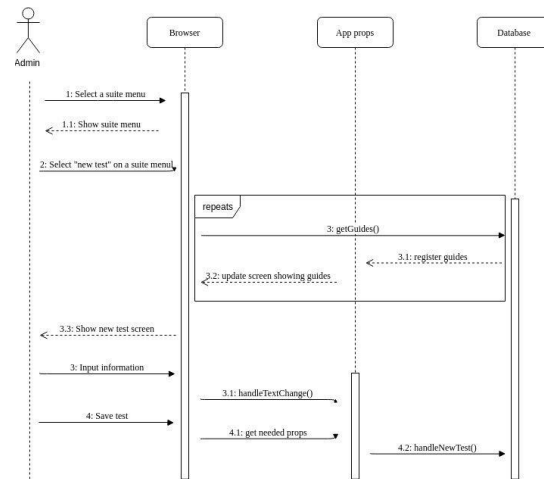 Browser
App props
Database
Admin
1: Select a suite menu
1.1: Show suite menu
2: Select "new test" on a suite menul
repeats
3: getGuides()
3.1: register guides
3.2: update screen showing guides
3.3: Show new test screen
3: Input information
3.1: handleTextChange()
4: Save test
4.1: get needed props
4.2: handleNewTest()